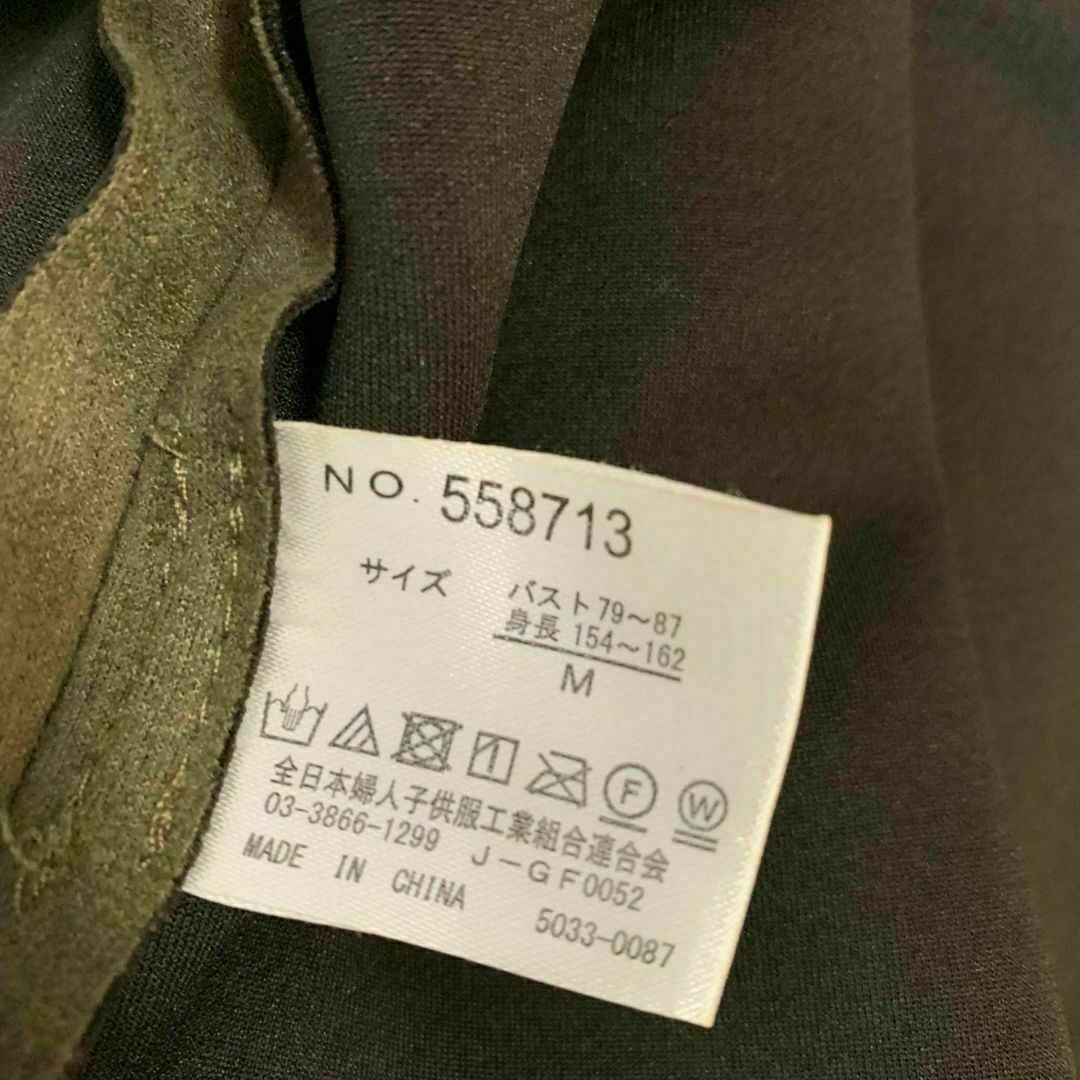 NO. 558713
サイズ
バスト79～87
身長 154～162
M
F W
全日本婦人子供服工業組合連合会
03-3866-1299 J-GF0052
MADE IN CHINA
5033-0087